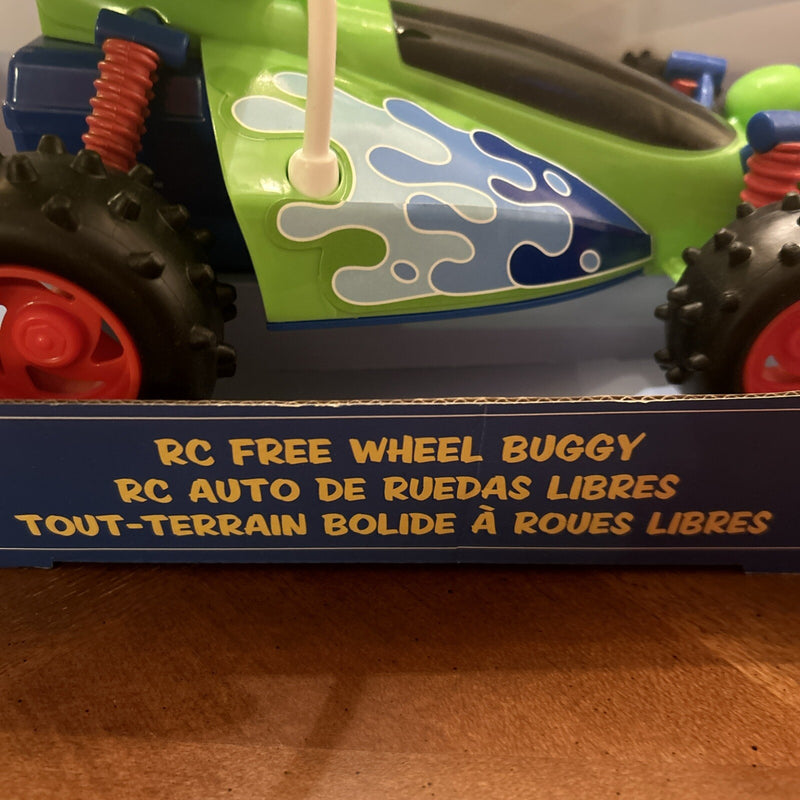 RC FREE WHEEL BUGGY
RC AUTO DE RUEDAS LIBRES
TOUT-TERRAIN BOLIDE À ROUES LIBRES